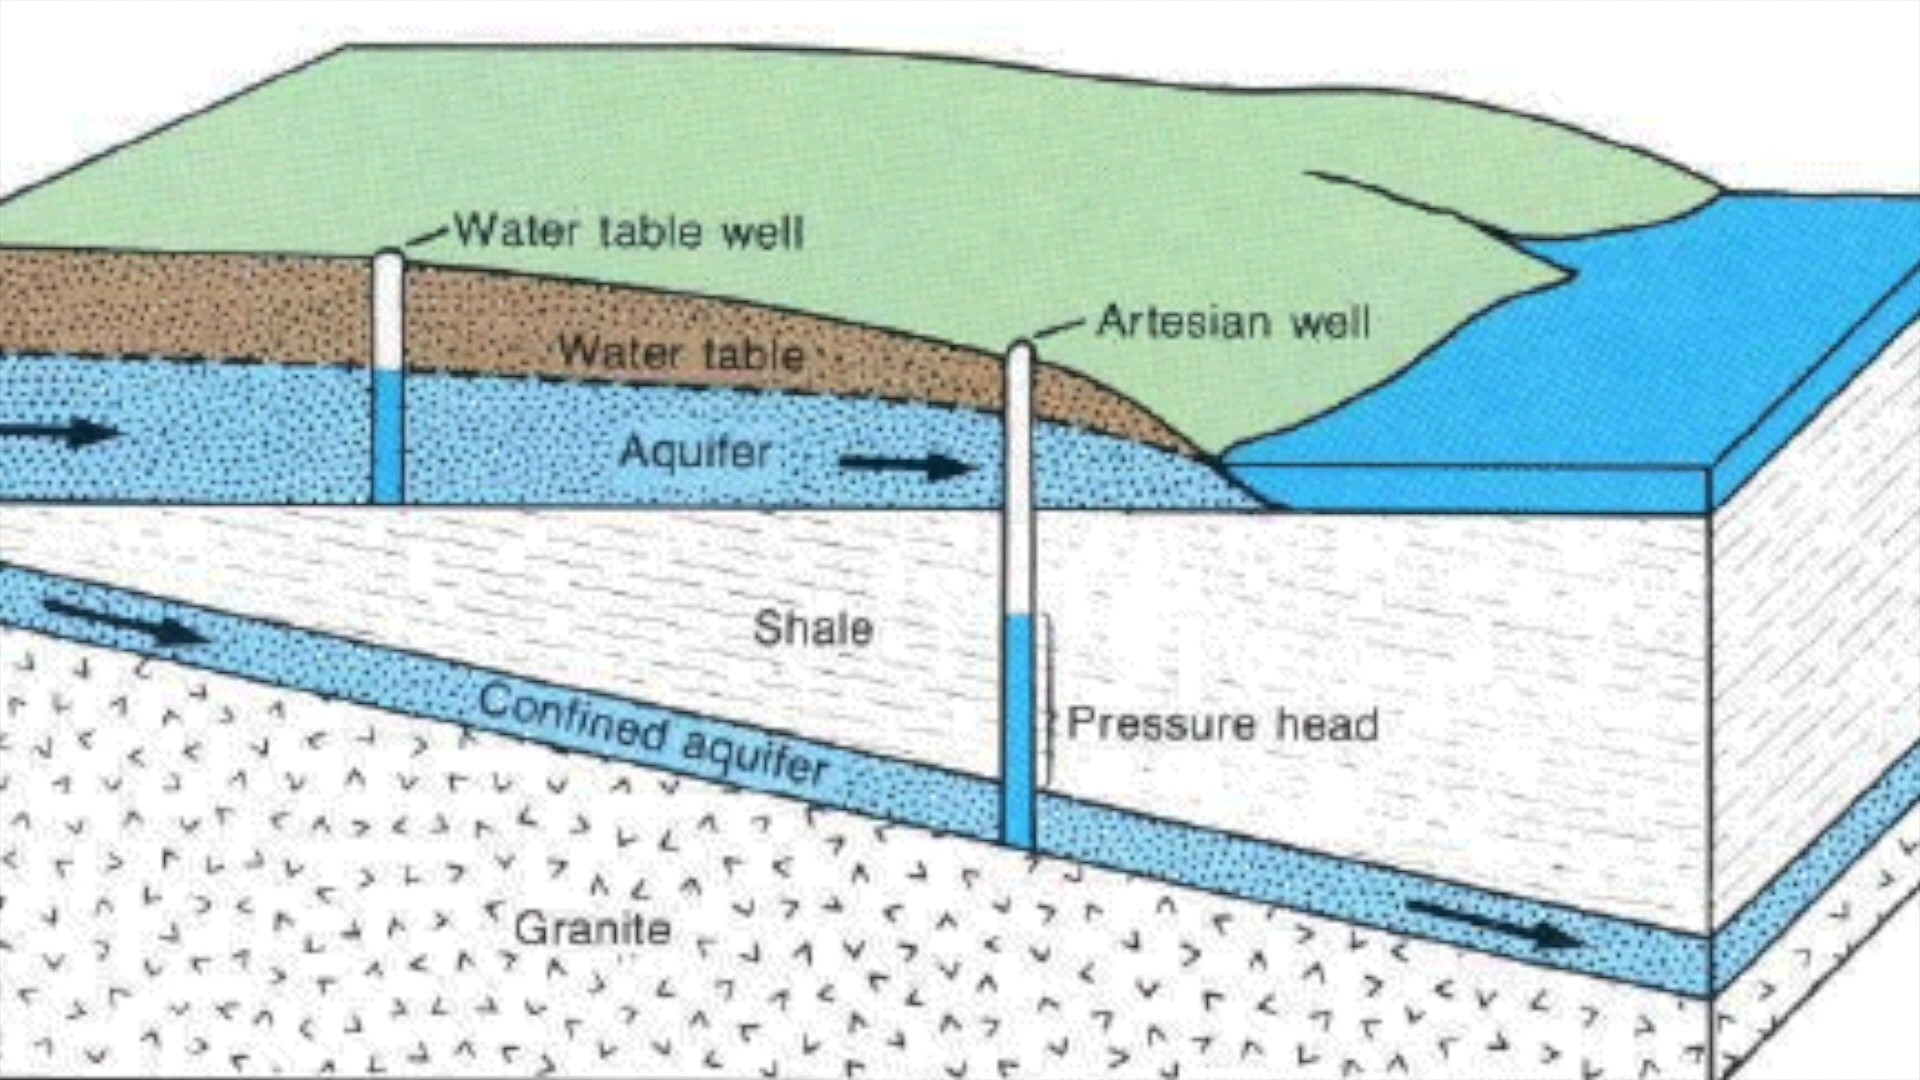 Water table well
Artesian well
Water table
Aquifer
Shale
Confined aquifer
Pressure head
Granite